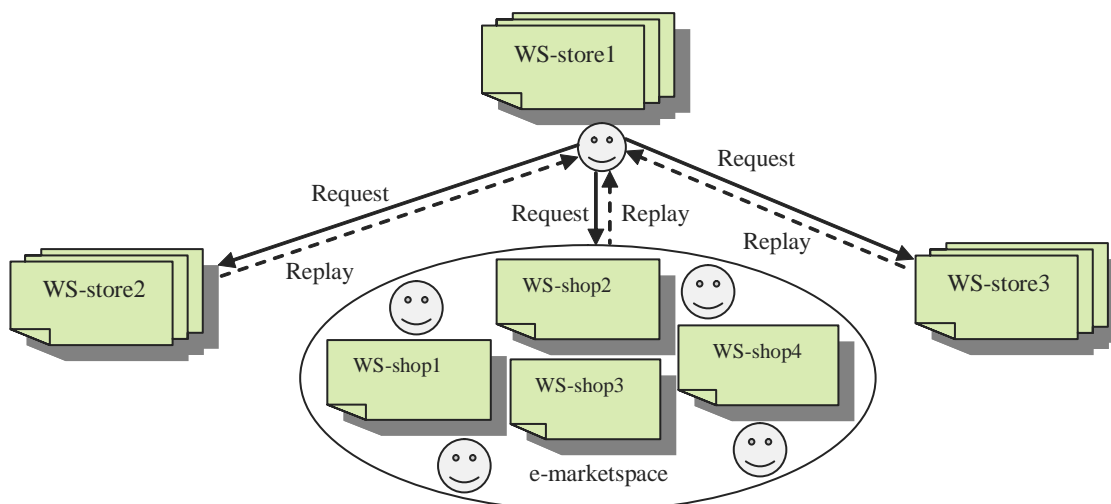 WS-store1
Request
Request
Request
Replay
Replay
Replay
WS-store2
WS-shop2
WS-store3
WS-shop1
WS-shop3
WS-shop4
e-marketspace